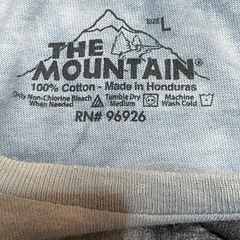 SIZE L
THE
MOUNTAIN®
100% Cotton - Made in Honduras
Only Non-Chlorine Bleach When Needed
Tumble Dry Medium
Machine Wash Cold
RN# 96926